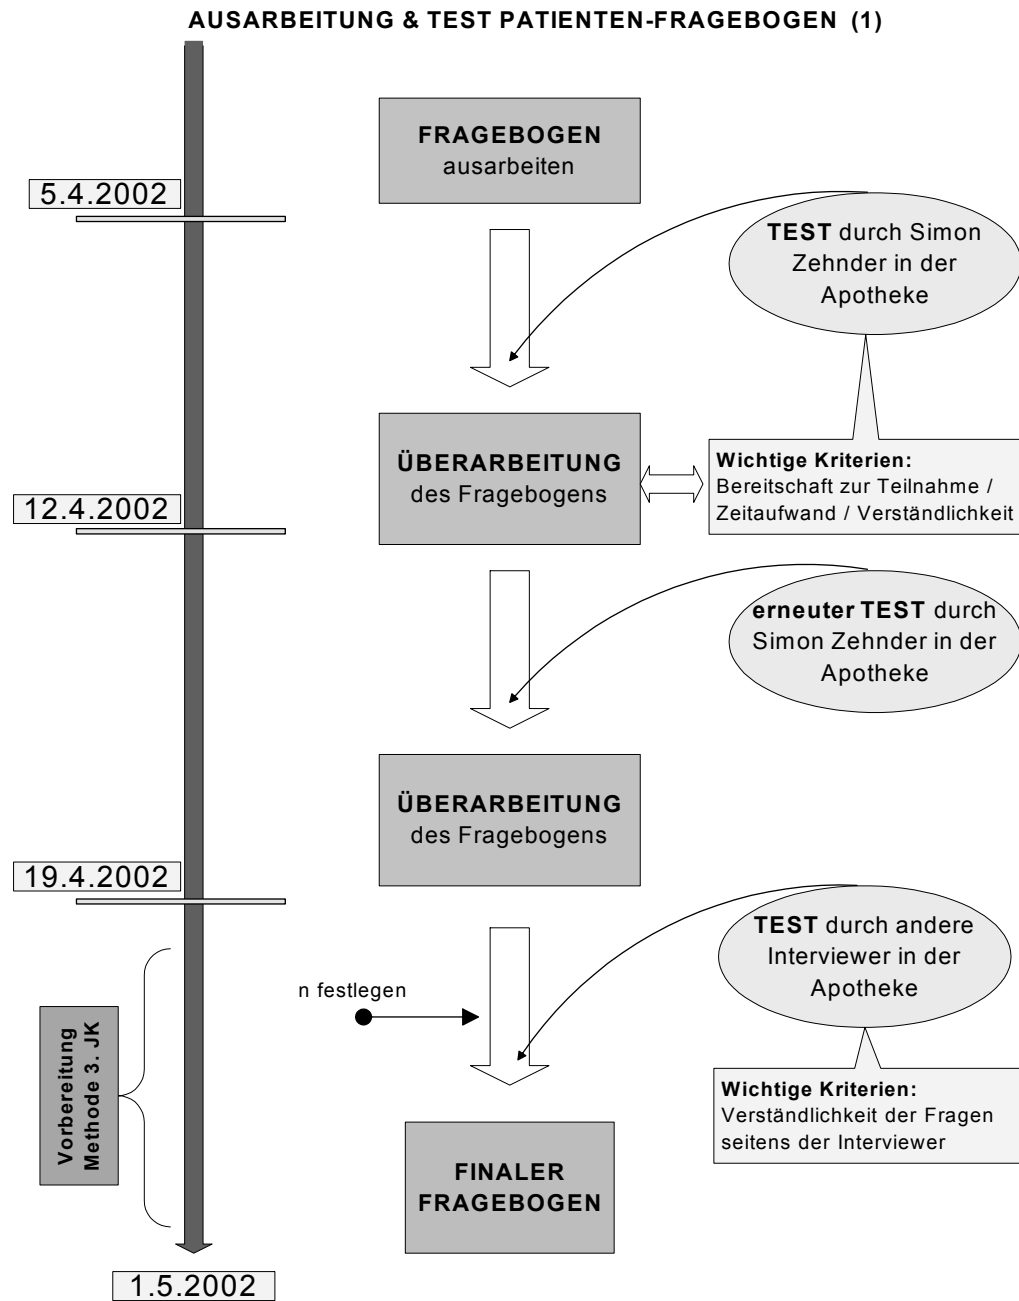 AUSARBEITUNG & TEST PATIENTEN-FRAGEBOGEN (1)
FRAGEBOGEN
ausarbeiten
5.4.2002
TEST durch Simon
Zehnder in der
Apotheke
ÜBERARBEITUNG
des Fragebogens
Wichtige Kriterien:
Bereitschaft zur Teilnahme /
Zeitaufwand / Verständlichkeit
12.4.2002
erneuter TEST durch
Simon Zehnder in der
Apotheke
ÜBERARBEITUNG
des Fragebogens
19.4.2002
TEST durch andere
Interviewer in der
Apotheke
n festlegen
Vorbereitung
Methode 3. JK
Wichtige Kriterien:
Verständlichkeit der Fragen
seitens der Interviewer
FINALER
FRAGEBOGEN
1.5.2002